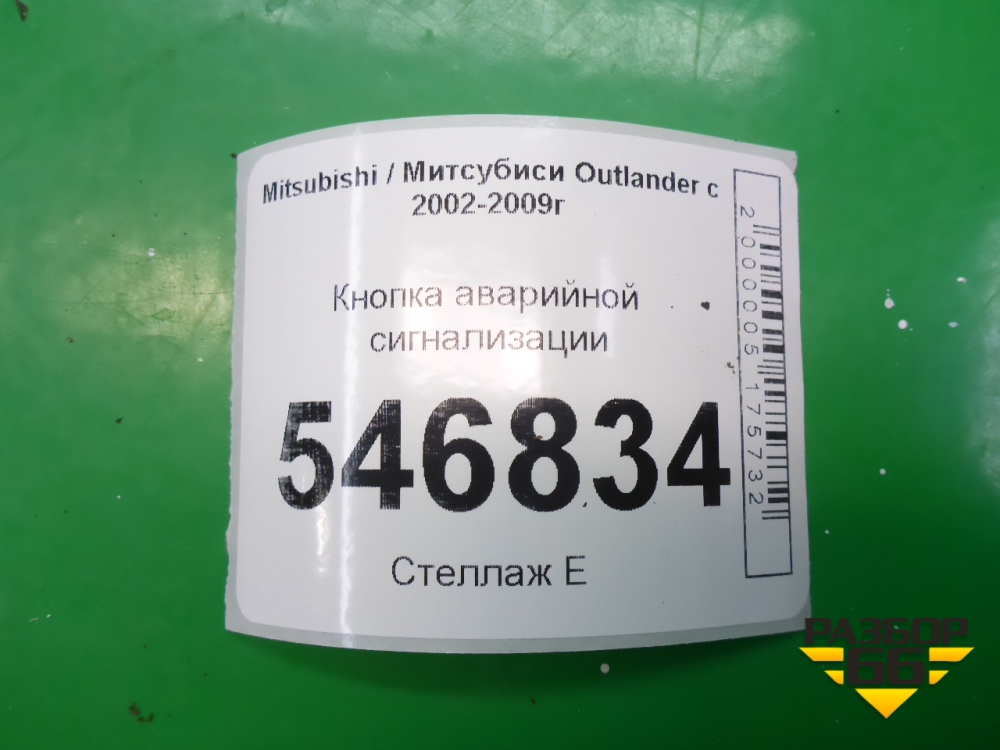 Mitsubishi / Митсубиси Outlander с
2002-2009г
Кнопка аварийной
сигнализации
546834
Стеллаж Е
2000005175732
РАЗБОР
66